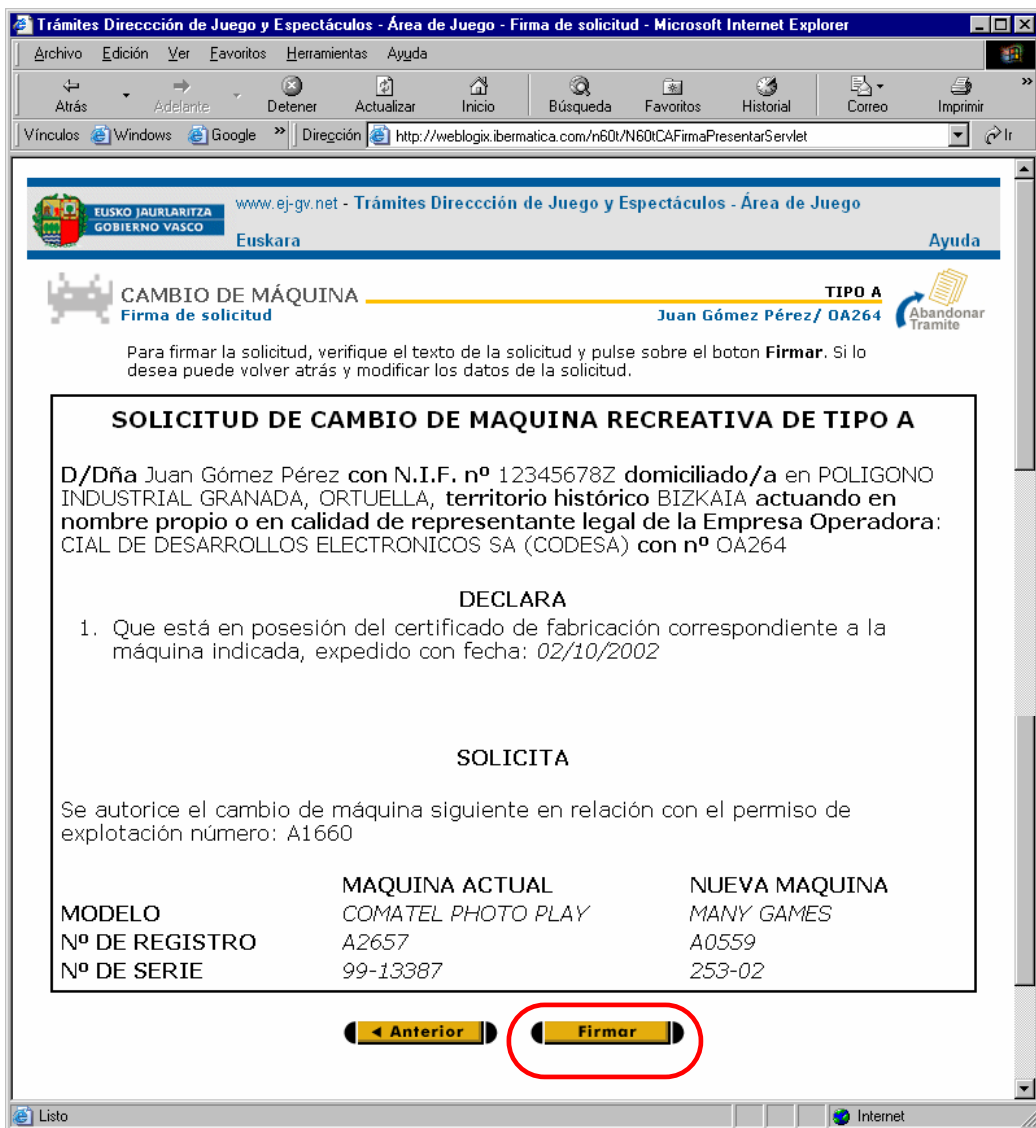 Trámites Direccción de Juego y Espectáculos - Área de Juego - Firma de solicitud - Microsoft Internet Explorer
Archivo Edición Ver Favoritos Herramientas Ayuda
Atrás Adelante Detener Actualizar Inicio Búsqueda Favoritos Historial Correo Imprimir »
Vínculos Windows Google » Dirección http://weblogix.ibermatica.com/n60t/N60tCAFirmaPresentarServlet Ir
EUSKO JAURLARITZA
GOBIERNO VASCO
www.ej-gv.net - Trámites Direccción de Juego y Espectáculos - Área de Juego
Euskara Ayuda
CAMBIO DE MÁQUINA TIPO A
Firma de solicitud Juan Gómez Pérez/ OA264
Abandonar
Tramite
Para firmar la solicitud, verifique el texto de la solicitud y pulse sobre el boton Firmar. Si lo
desea puede volver atrás y modificar los datos de la solicitud.
SOLICITUD DE CAMBIO DE MAQUINA RECREATIVA DE TIPO A
D/Dña Juan Gómez Pérez con N.I.F. nº 12345678Z domiciliado/a en POLIGONO
INDUSTRIAL GRANADA, ORTUELLA, territorio histórico BIZKAIA actuando en
nombre propio o en calidad de representante legal de la Empresa Operadora:
CIAL DE DESARROLLOS ELECTRONICOS SA (CODESA) con nº OA264
DECLARA
1. Que está en posesión del certificado de fabricación correspondiente a la
máquina indicada, expedido con fecha: 02/10/2002
SOLICITA
Se autorice el cambio de máquina siguiente en relación con el permiso de
explotación número: A1660
MAQUINA ACTUAL NUEVA MAQUINA
MODELO COMATEL PHOTO PLAY MANY GAMES
Nº DE REGISTRO A2657 A0559
Nº DE SERIE 99-13387 253-02
Anterior Firmar
Listo Internet